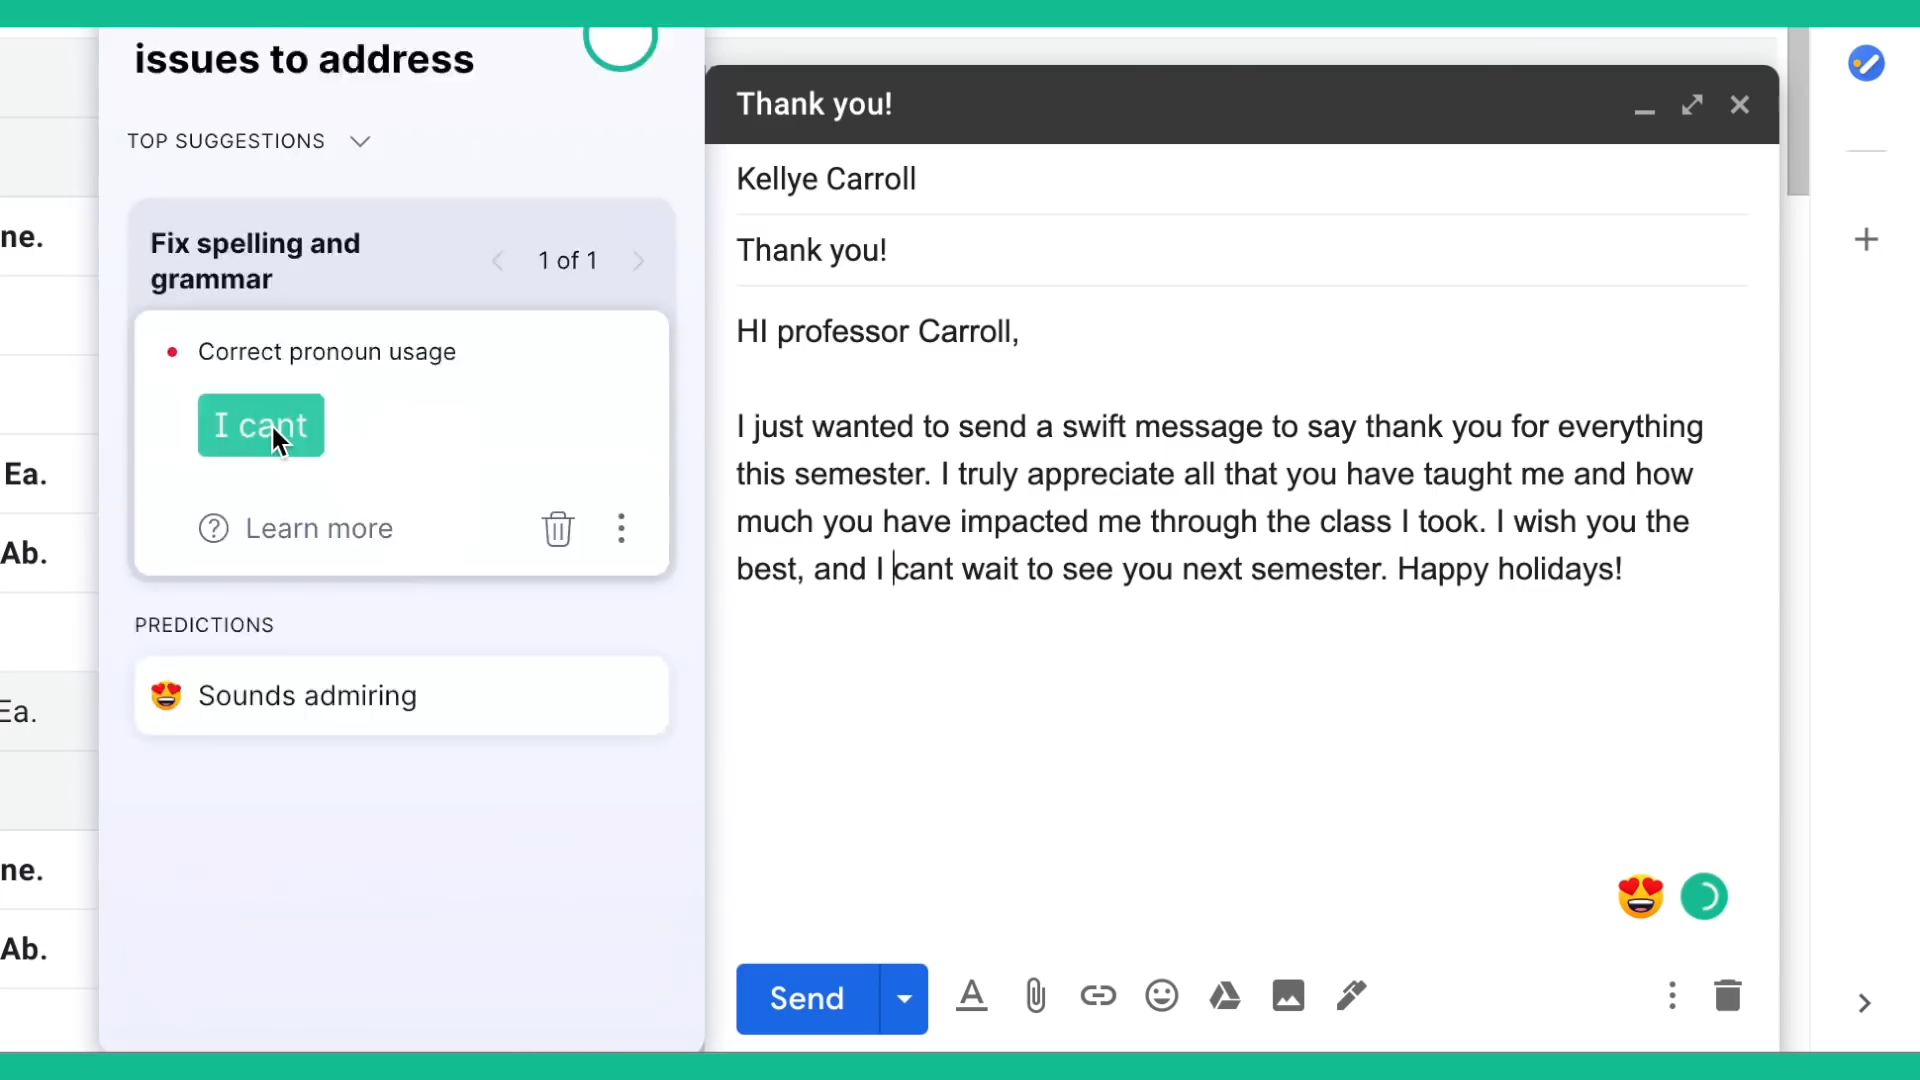 issues to address
TOP SUGGESTIONS
Fix spelling and
grammar
1 of 1
Correct pronoun usage
I cant
Learn more
PREDICTIONS
Sounds admiring
ne.
Ea.
Ab.
Ea.
ne.
Ab.
Thank you!
Kellye Carroll
Thank you!
HI professor Carroll,
I just wanted to send a swift message to say thank you for everything
this semester. I truly appreciate all that you have taught me and how
much you have impacted me through the class I took. I wish you the
best, and I cant wait to see you next semester. Happy holidays!
Send